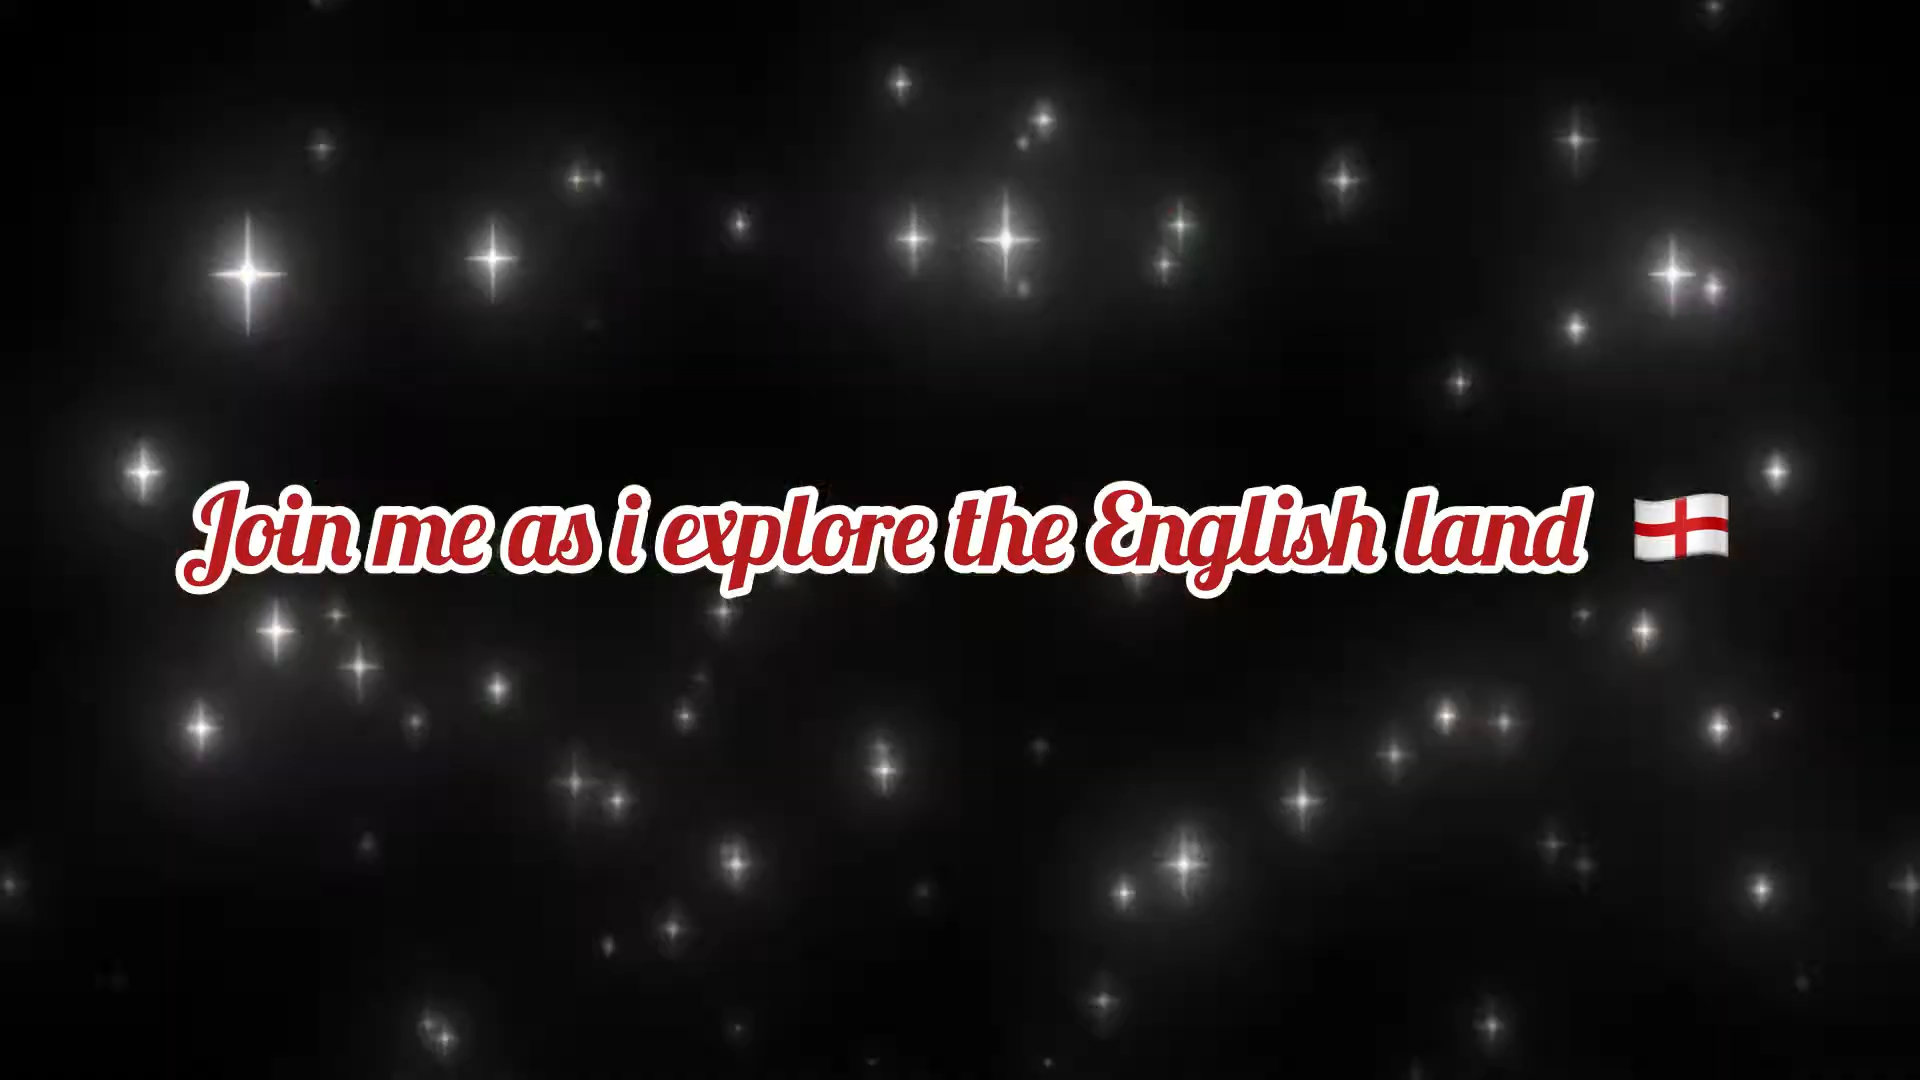 Join me as i explore the English land 🏴󠁧󠁢󠁥󠁮󠁧󠁿